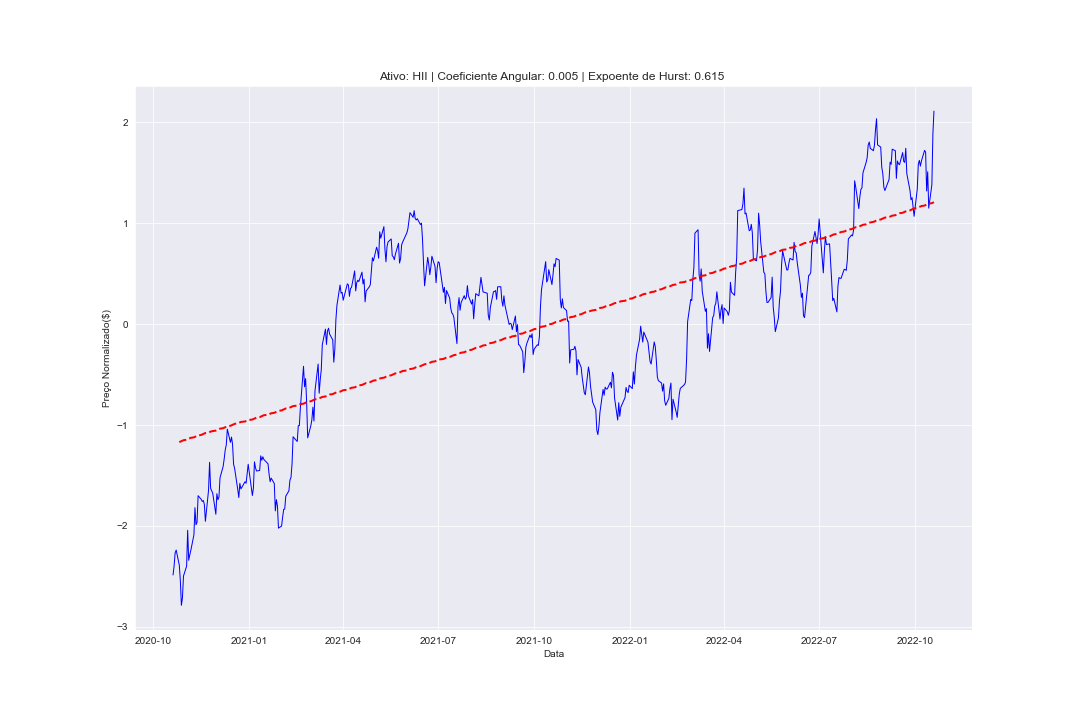 Ativo: HII | Coeficiente Angular: 0.005 | Expoente de Hurst: 0.615
Preço Normalizado($)
2
1
0
−1
−2
−3
2020-10 2021-01 2021-04 2021-07 2021-10 2022-01 2022-04 2022-07 2022-10
Data